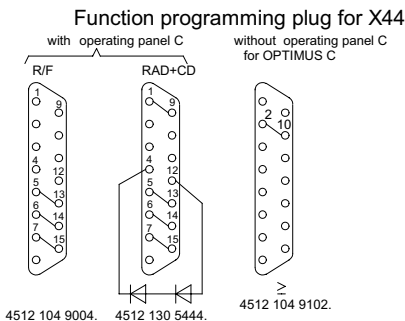 Function programming plug for X44
with operating panel C
without operating panel C
for OPTIMUS C
R/F
RAD+CD
1
9
4
12
5
13
6
14
7
15
1
9
4
12
5
13
6
14
7
15
2
10
≥
4512 104 9004.
4512 130 5444.
4512 104 9102.